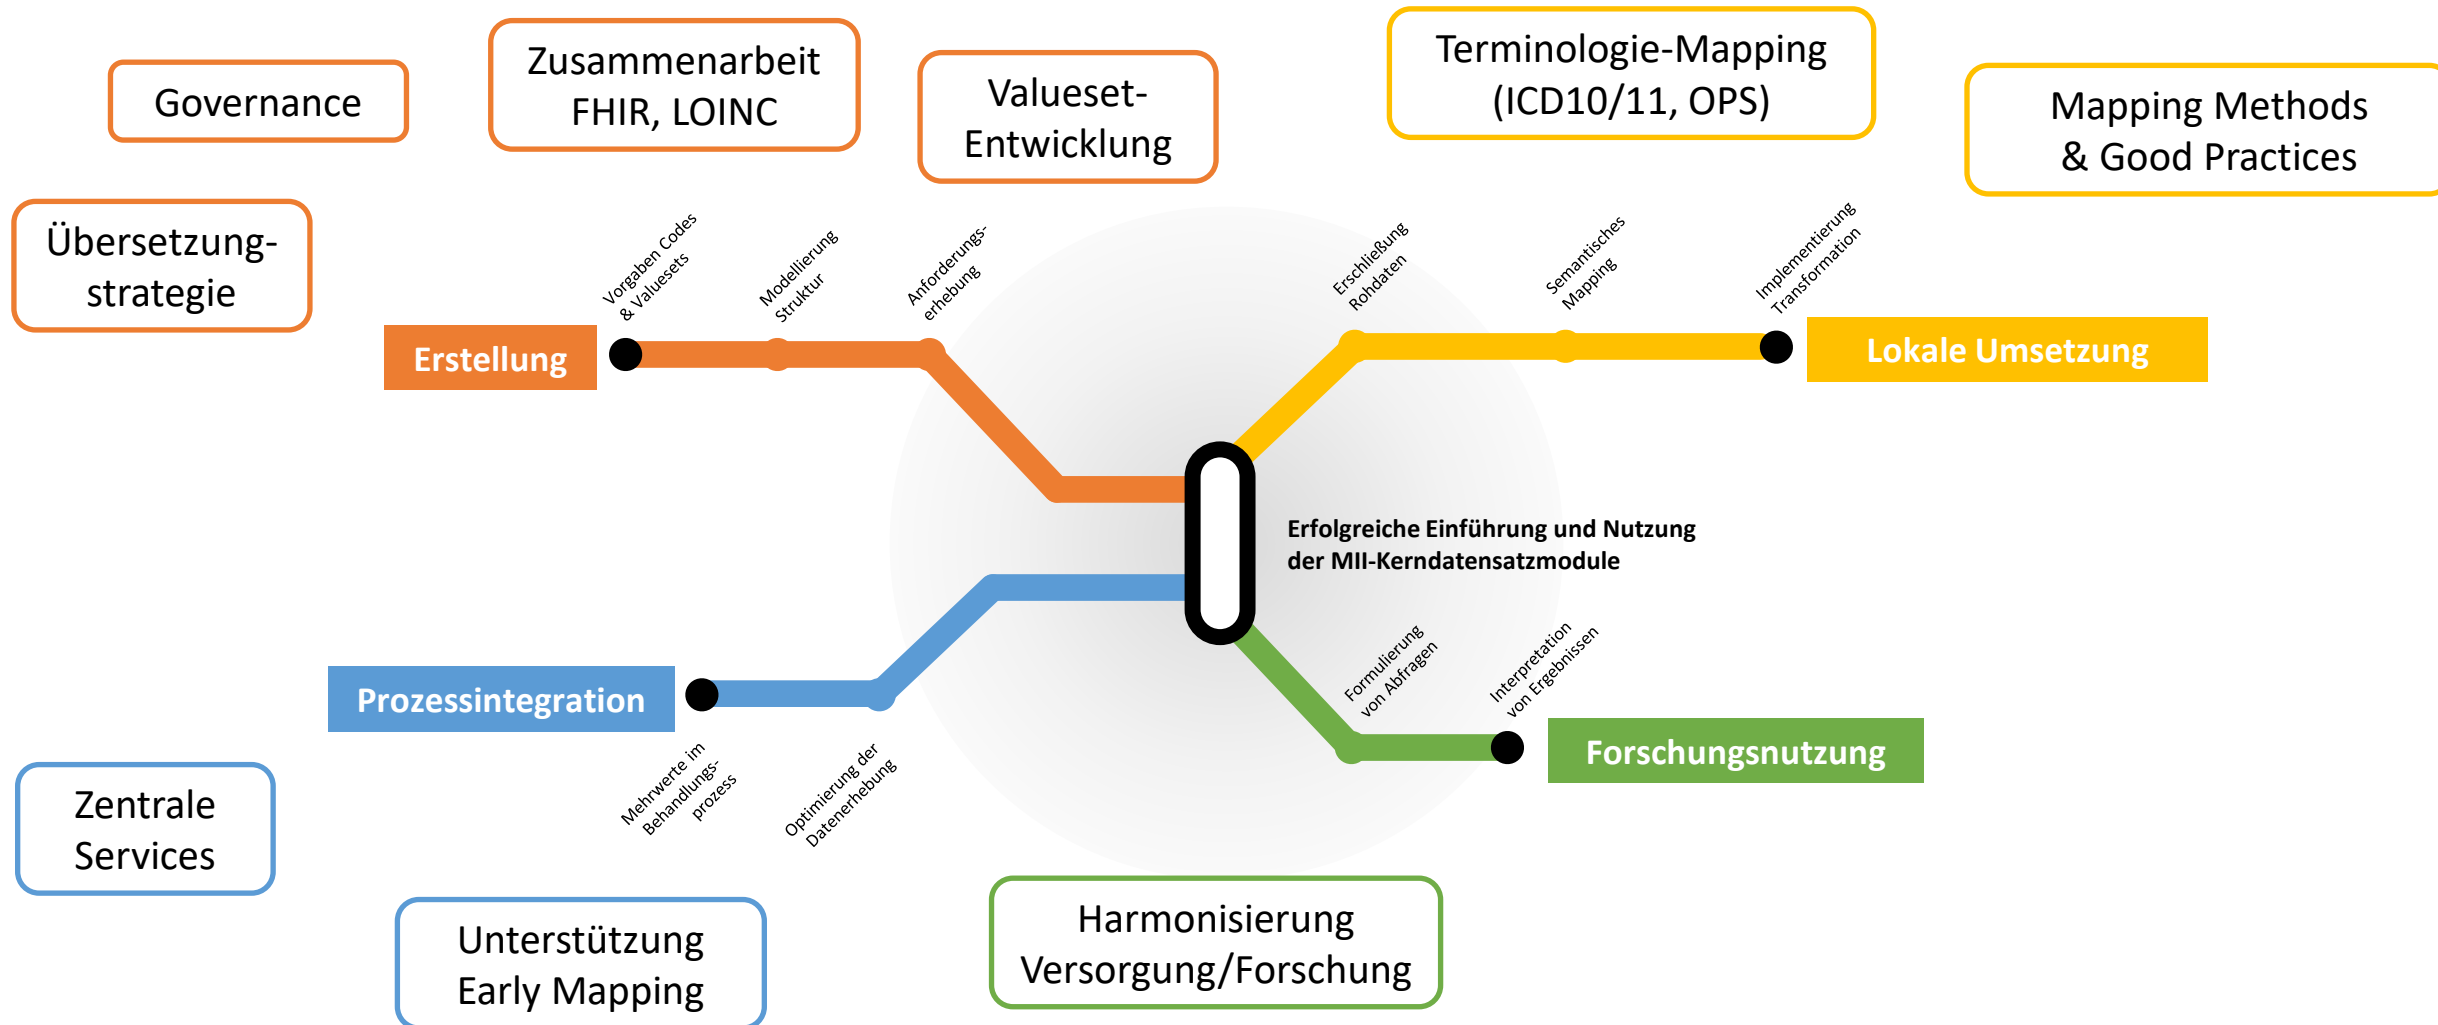 Governance
Zusammenarbeit
FHIR, LOINC
Valueset-
Entwicklung
Terminologie-Mapping
(ICD10/11, OPS)
Mapping Methods
& Good Practices
Übersetzung-
strategie
Vorgaben Codes
& Valuesets
Modellierung
Struktur
Anforderungs-
erhebung
Erschließung
Rohdaten
Semantisches
Mapping
Implementierung
Transformation
Erstellung
Lokale Umsetzung
Erfolgreiche Einführung und Nutzung
der MII-Kerndatensatzmodule
Formulierung
von Abfragen
Interpretation
von Ergebnissen
Prozessintegration
Forschungsnutzung
Mehrwerte im
Behandlungs-
prozess
Optimierung der
Datenerhebung
Zentrale
Services
Unterstützung
Early Mapping
Harmonisierung
Versorgung/Forschung